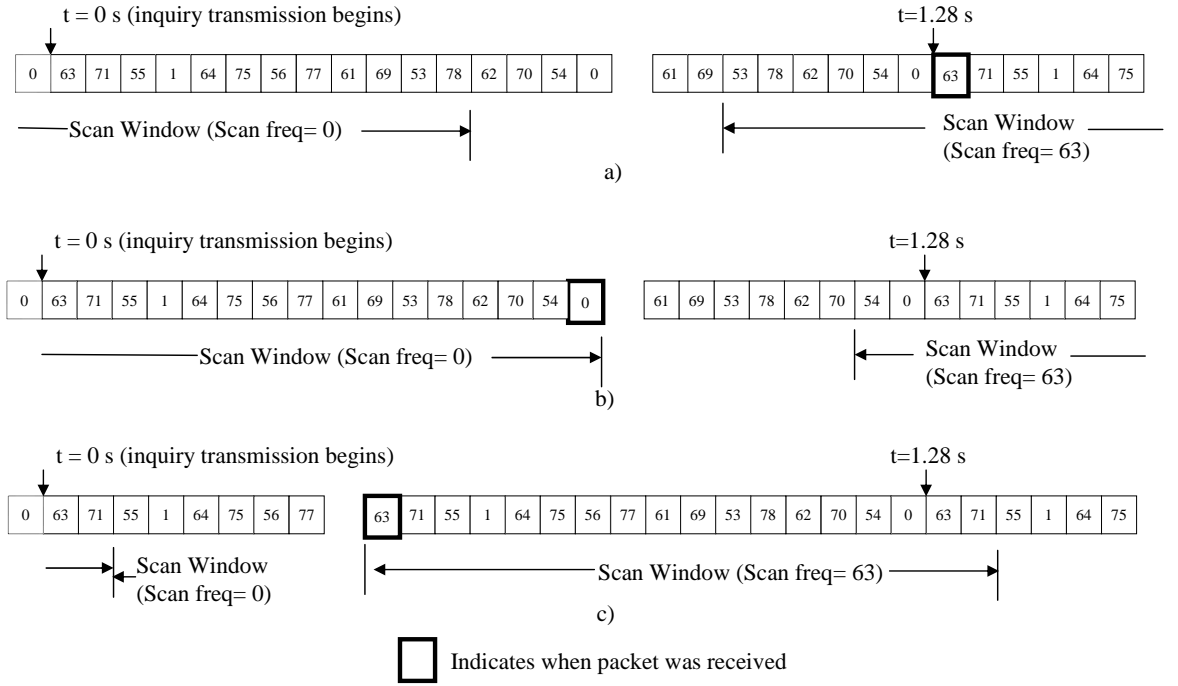 t = 0 s (inquiry transmission begins) t=1.28 s
0 63 71 55 1 64 75 56 77 61 69 53 78 62 70 54 0 61 69 53 78 62 70 54 0 63 71 55 1 64 75
Scan Window (Scan freq= 0) Scan Window
(Scan freq= 63)
a)
t = 0 s (inquiry transmission begins) t=1.28 s
0 63 71 55 1 64 75 56 77 61 69 53 78 62 70 54 0 61 69 53 78 62 70 54 0 63 71 55 1 64 75
Scan Window (Scan freq= 0) Scan Window
(Scan freq= 63)
b)
t = 0 s (inquiry transmission begins) t=1.28 s
0 63 71 55 1 64 75 56 77 63 71 55 1 64 75 56 77 61 69 53 78 62 70 54 0 63 71 55 1 64 75
Scan Window
(Scan freq= 0)
Scan Window (Scan freq= 63)
c)
Indicates when packet was received